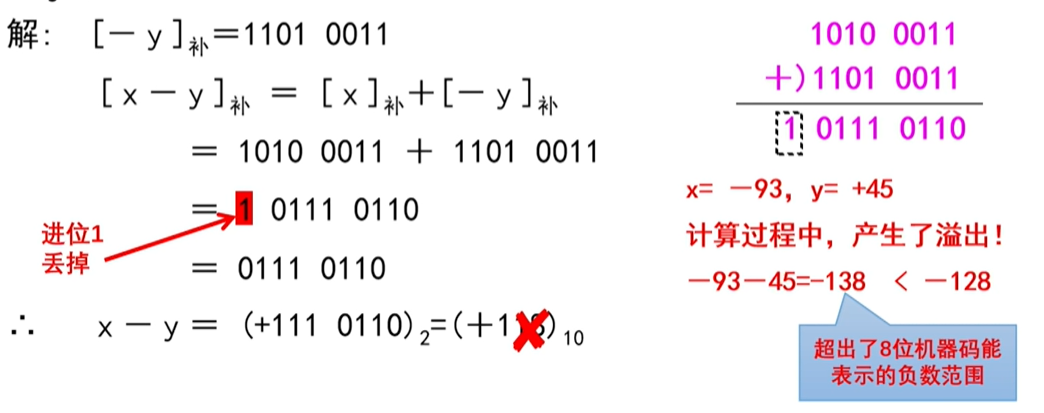 解: [－y]补＝1101 0011
[x－y]补 ＝ [x]补＋[－y]补
＝ 1010 0011 ＋ 1101 0011
＝ 1 0111 0110
进位1
丢掉
＝ 0111 0110
∴ x－y＝ (+111 0110)2=(＋1)10
1010 0011
＋)1101 0011
1 0111 0110
x= －93，y= +45
计算过程中，产生了溢出！
－93－45=-138 ＜ －128
超出了8位机器码能
表示的负数范围